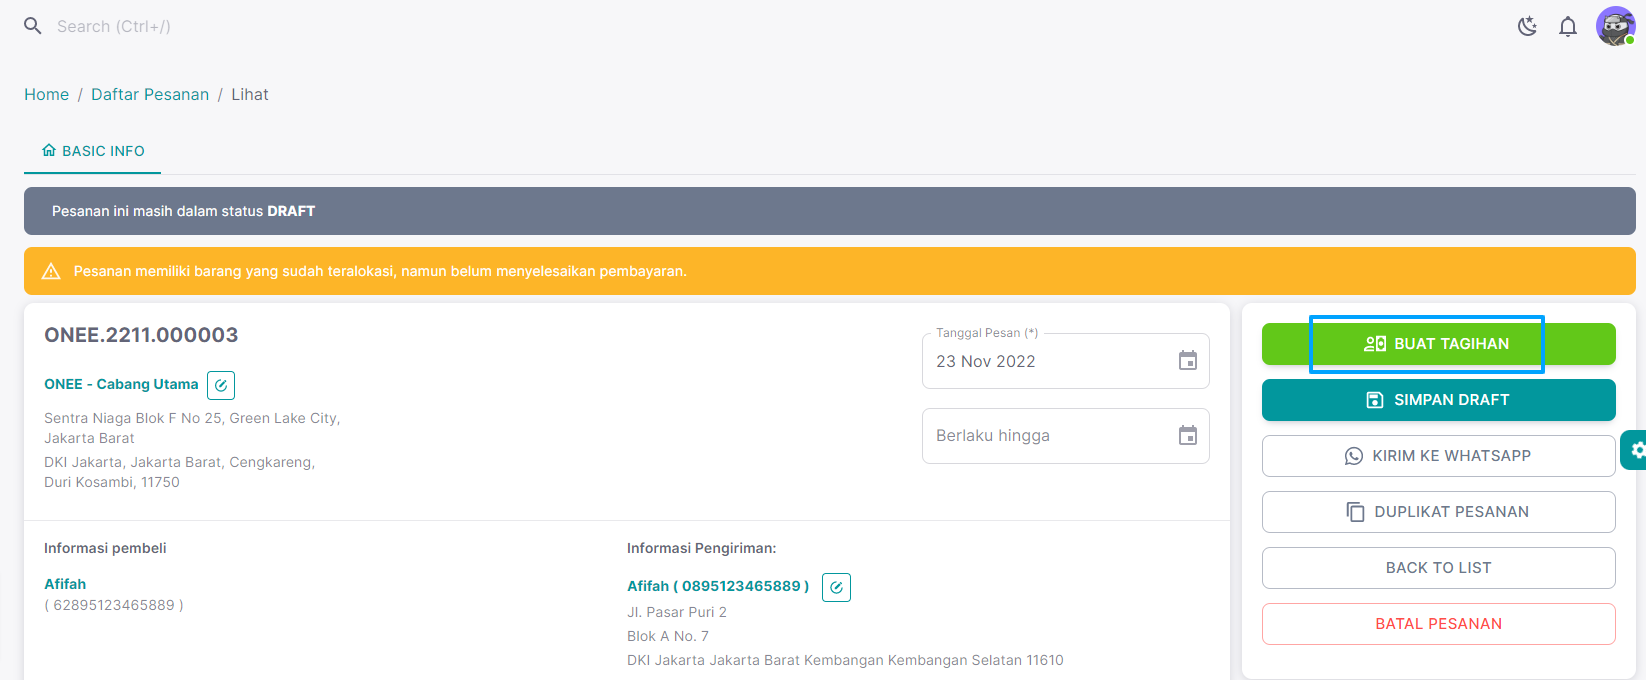 Search (Ctrl+/)
Home / Daftar Pesanan / Lihat
BASIC INFO
Pesanan ini masih dalam status DRAFT
Pesanan memiliki barang yang sudah teralokasi, namun belum menyelesaikan pembayaran.
ONEE.2211.000003
ONEE - Cabang Utama
Sentra Niaga Blok F No 25, Green Lake City,
Jakarta Barat
DKI Jakarta, Jakarta Barat, Cengkareng,
Duri Kosambi, 11750
Tanggal Pesan (*)
23 Nov 2022
Berlaku hingga
Informasi pembeli
Afifah
( 62895123465889 )
Informasi Pengiriman:
Afifah ( 0895123465889 )
Jl. Pasar Puri 2
Blok A No. 7
DKI Jakarta Jakarta Barat Kembangan Kembangan Selatan 11610
BUAT TAGIHAN
SIMPAN DRAFT
KIRIM KE WHATSAPP
DUPLIKAT PESANAN
BACK TO LIST
BATAL PESANAN